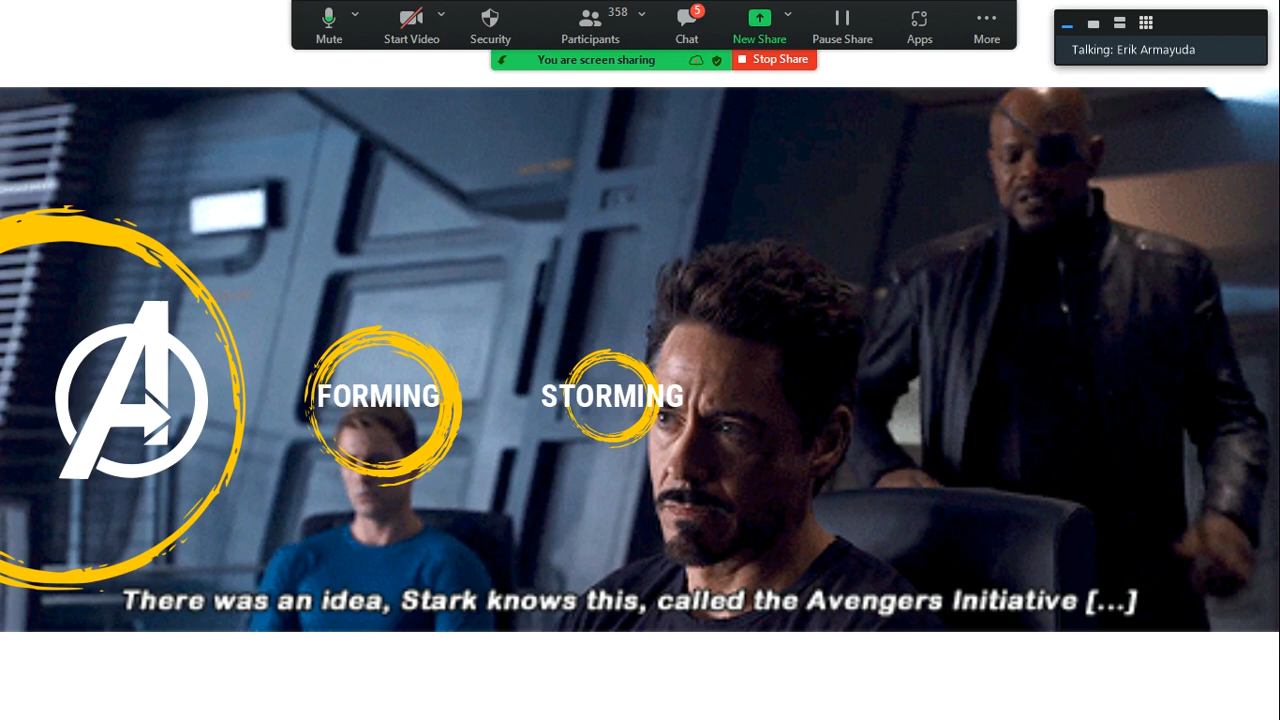 358
5
Mute
Start Video
Security
Participants
Chat
New Share
Pause Share
Apps
More
You are screen sharing
Stop Share
Talking: Erik Armayuda
FORMING
STORMING
There was an idea, Stark knows this, called the Avengers Initiative [...]